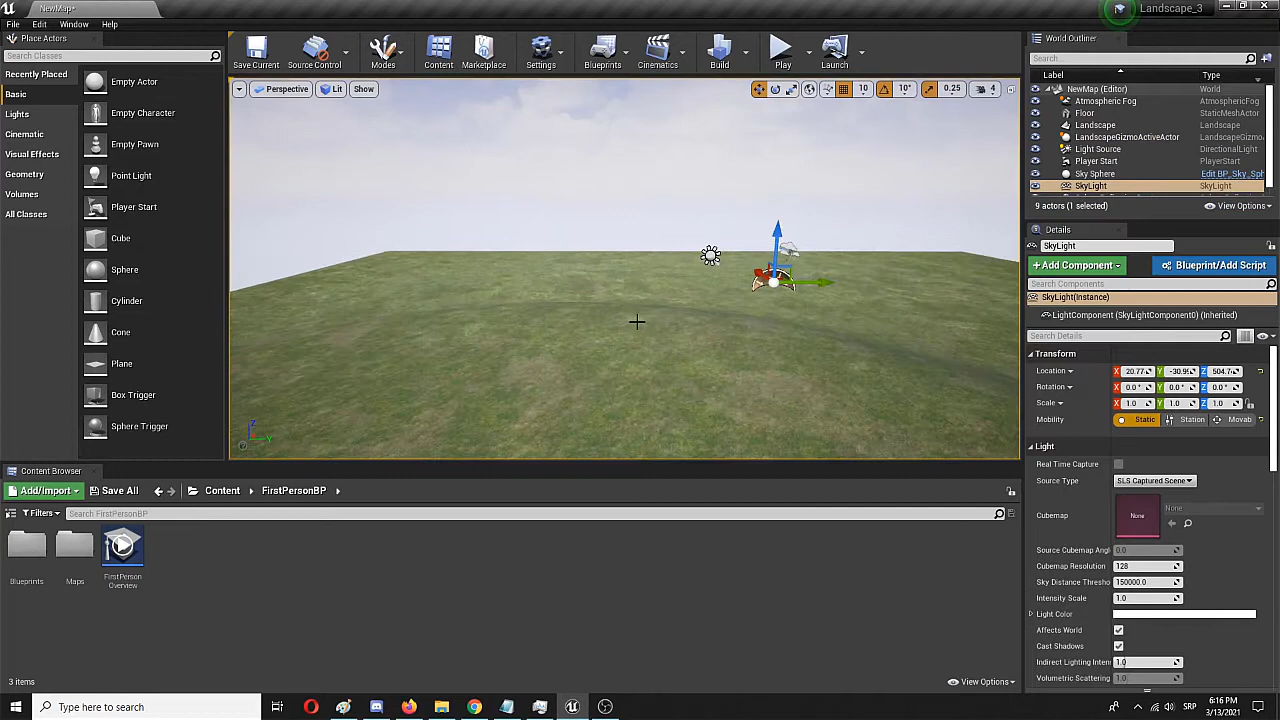 NewMap*
Landscape_3
File Edit Window Help
Place Actors
Search Classes
Recently Placed
Basic
Lights
Cinematic
Visual Effects
Geometry
Volumes
All Classes
Empty Actor
Empty Character
Empty Pawn
Point Light
Player Start
Cube
Sphere
Cylinder
Cone
Plane
Box Trigger
Sphere Trigger
Save Current
Source Control
Modes
Content
Marketplace
Settings
Blueprints
Cinematics
Build
Play
Launch
Perspective Lit Show
10 10° 0.25 4
World Outliner
Search...
Label Type
NewMap (Editor) World
Atmospheric Fog AtmosphericFog
Floor StaticMeshActor
Landscape Landscape
LandscapeGizmoActiveActor LandscapeGizmo
Light Source DirectionalLight
Player Start PlayerStart
Sky Sphere Edit BP_Sky_Sph
SkyLight SkyLight
9 actors (1 selected) View Options
Details
SkyLight
+Add Component Blueprint/Add Script
Search Components
SkyLight(Instance)
LightComponent (SkyLightComponent0) (Inherited)
Search Details
Transform
Location X 20.77 Y -30.9 Z 504.
Rotation X 0.0° Y 0.0° Z 0.0°
Scale X 1.0 Y 1.0 Z 1.0
Mobility Static Station Movab
Light
Real Time Capture
Source Type SLS Captured Scene
Cubemap None None
Source Cubemap Angl 0.0
Cubemap Resolution 128
Sky Distance Thresho 150000.0
Intensity Scale 1.0
Light Color
Affects World
Cast Shadows
Indirect Lighting Inten 1.0
Volumetric Scattering 1.0
Z
Y
Content Browser
Add/Import Save All Content FirstPersonBP
Filters Search FirstPersonBP
Blueprints
Maps
FirstPerson
Overview
3 items View Options
Type here to search
SRP
6:16 PM
3/13/2021